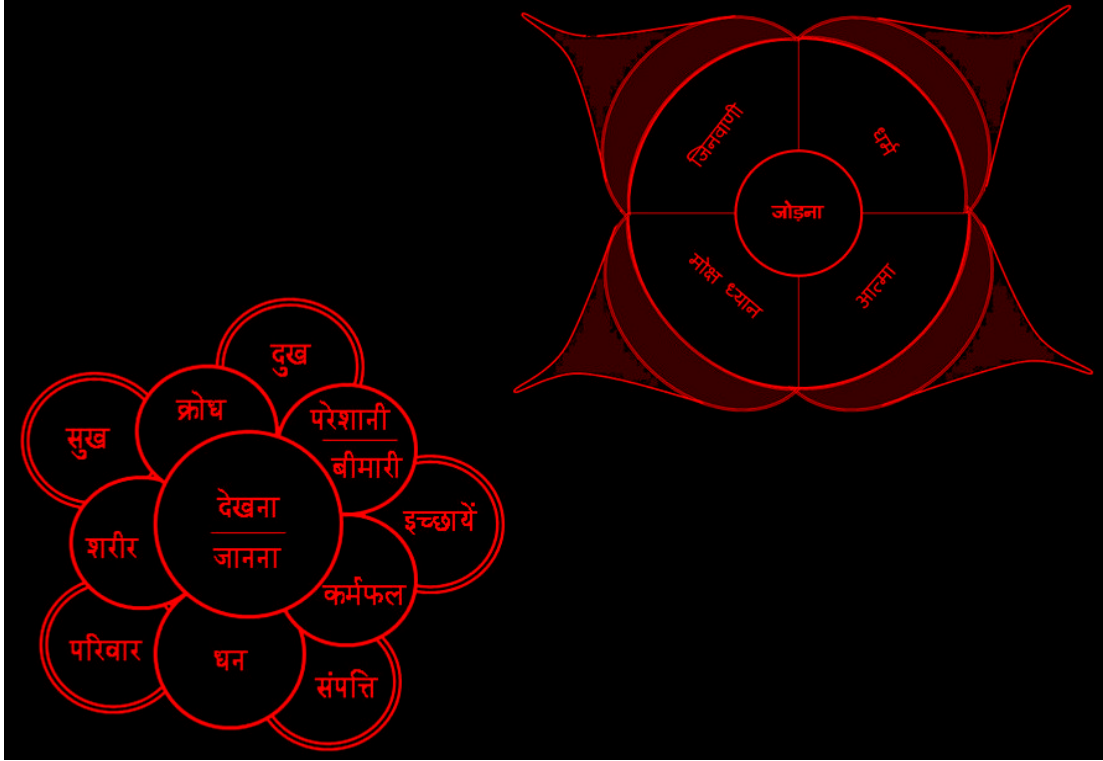 जिनवाणी
धर्म
जोड़ना
मोक्ष ध्यान
आत्मा
दुख
क्रोध
परेशानी
बीमारी
सुख
देखना
जानना
इच्छायें
शरीर
कर्मफल
परिवार
धन
संपत्ति